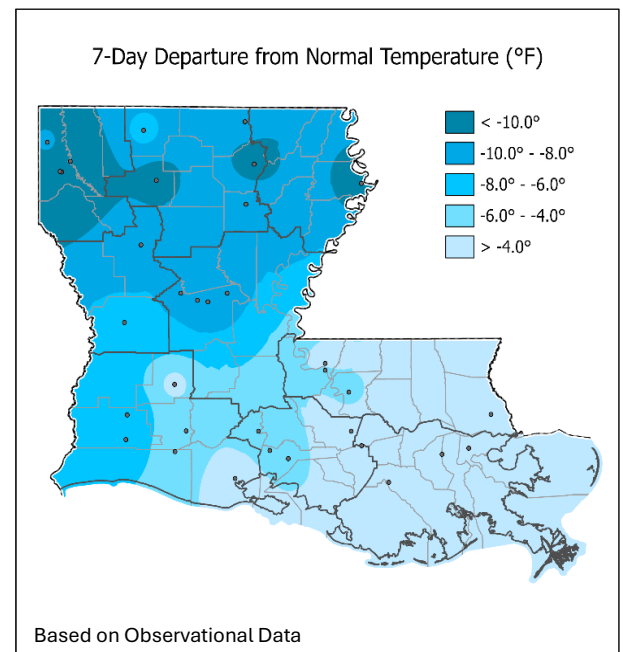 7-Day Departure from Normal Temperature (°F)
< -10.0°
-10.0° - -8.0°
-8.0° - -6.0°
-6.0° - -4.0°
> -4.0°
Based on Observational Data